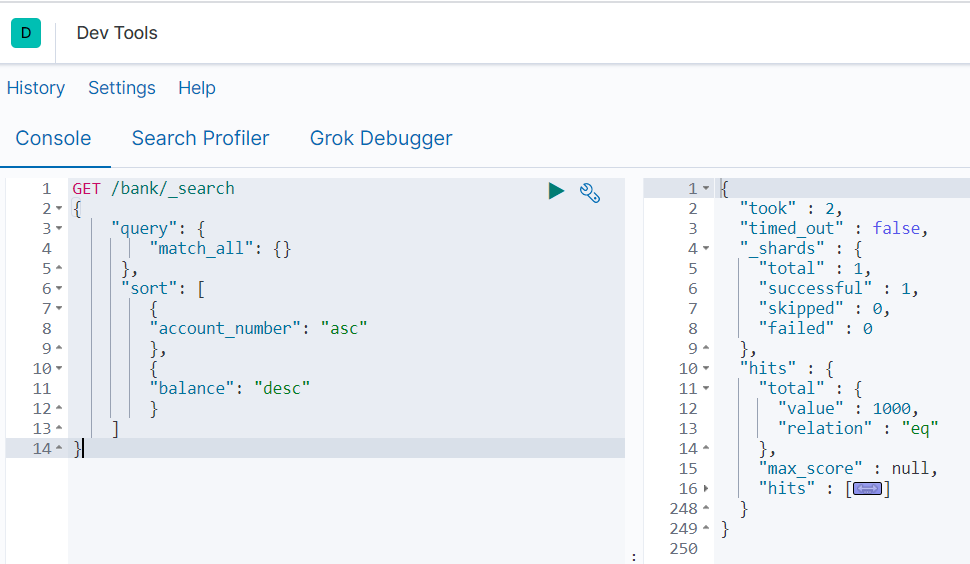 D Dev Tools
History Settings Help
Console Search Profiler Grok Debugger
1 GET /bank/_search
2 {
3 "query": {
4 "match_all": {}
5 },
6 "sort": [
7 {
8 "account_number": "asc"
9 },
10 {
11 "balance": "desc"
12 }
13 ]
14 }
1 {
2 "took" : 2,
3 "timed_out" : false,
4 "_shards" : {
5 "total" : 1,
6 "successful" : 1,
7 "skipped" : 0,
8 "failed" : 0
9 },
10 "hits" : {
11 "total" : {
12 "value" : 1000,
13 "relation" : "eq"
14 },
15 "max_score" : null,
16 "hits" : [↔]
248 }
249 }
250